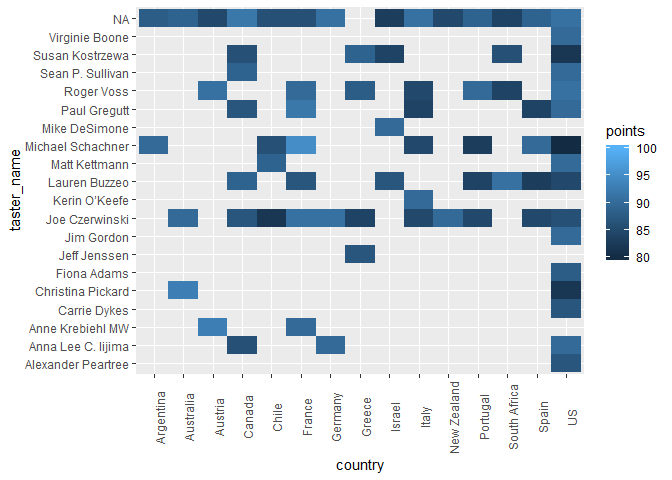 taster_name
NA
Virginie Boone
Susan Kostrzewa
Sean P. Sullivan
Roger Voss
Paul Gregutt
Mike DeSimone
Michael Schachner
Matt Kettmann
Lauren Buzzeo
Kerin O'Keefe
Joe Czerwinski
Jim Gordon
Jeff Jenssen
Fiona Adams
Christina Pickard
Carrie Dykes
Anne Krebiehl MW
Anna Lee C. Iijima
Alexander Peartree
Argentina
Australia
Austria
Canada
Chile
France
Germany
Greece
Israel
Italy
New Zealand
Portugal
South Africa
Spain
US
country
points
100
95
90
85
80